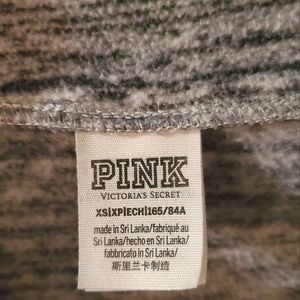 PINK
VICTORIA'S SECRET
XS|XP|ECH|165/84A
made in Sri Lanka/fabriqué au
Sri Lanka/hecho en Sri Lanka/
fabbricato in Sri Lanka/
斯里兰卡制造